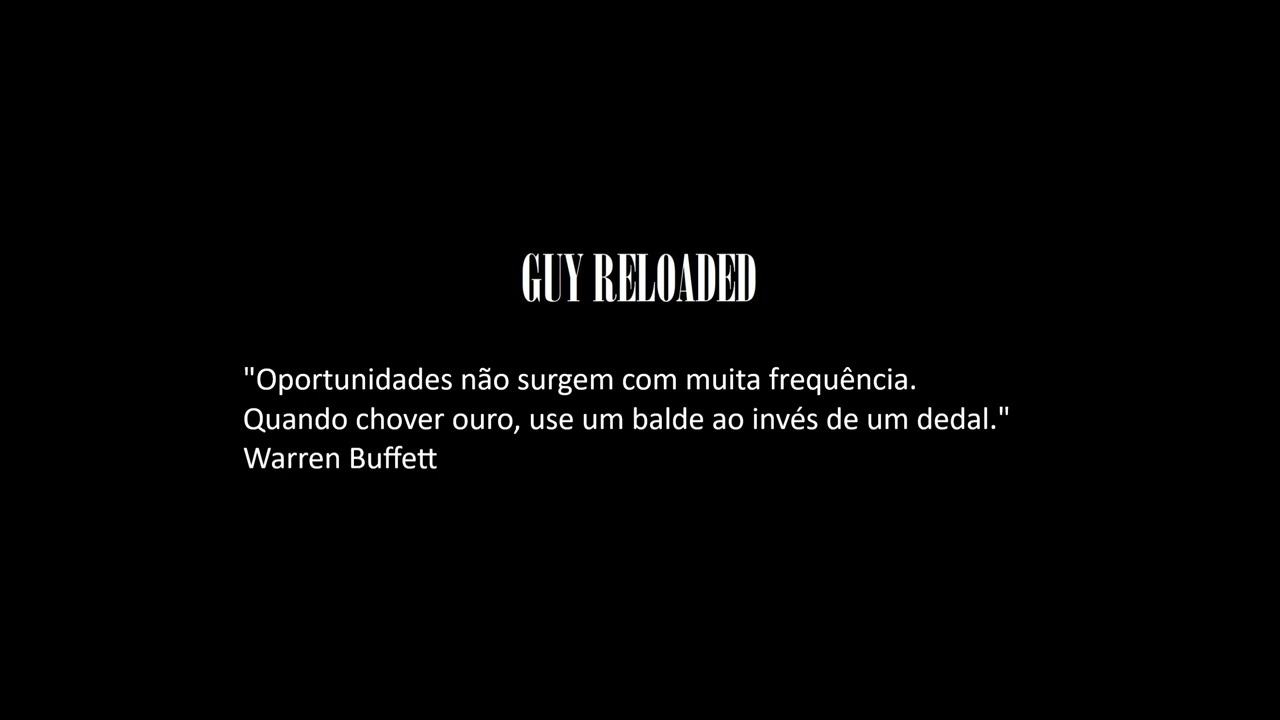 GUY RELOADED
"Oportunidades não surgem com muita frequência.
Quando chover ouro, use um balde ao invés de um dedal."
Warren Buffett